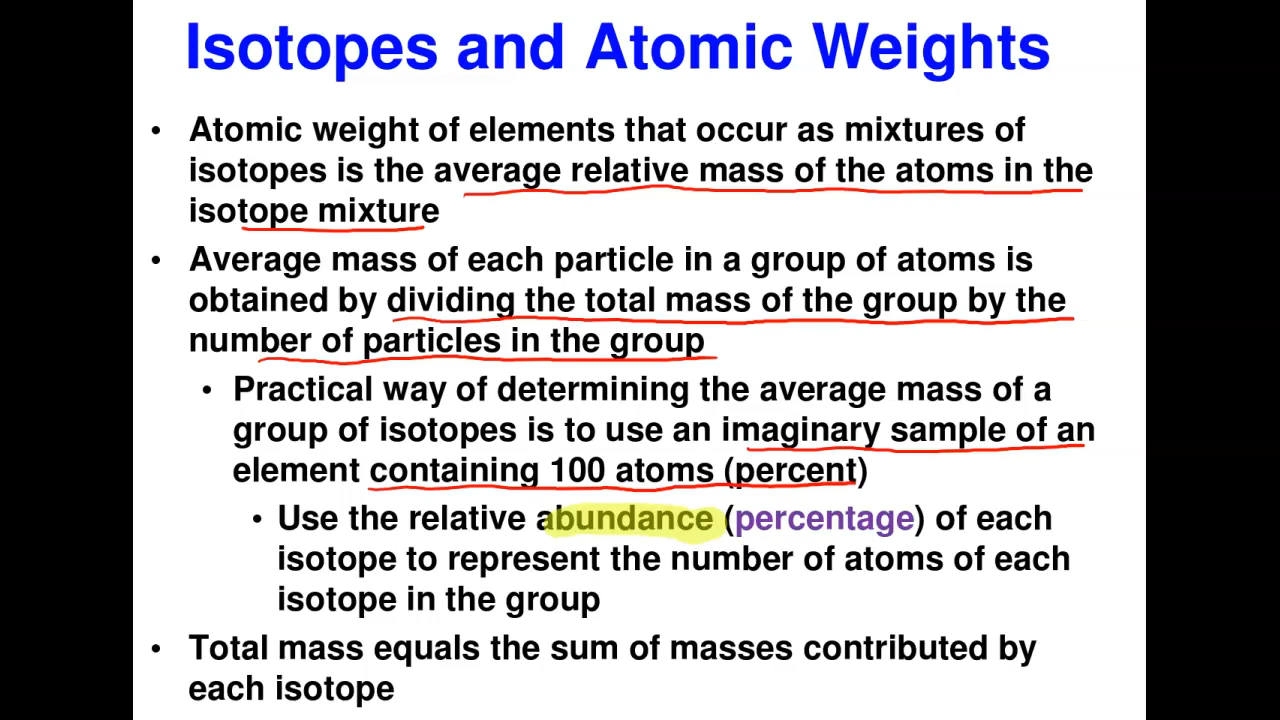 Isotopes and Atomic Weights
• Atomic weight of elements that occur as mixtures of
isotopes is the average relative mass of the atoms in the
isotope mixture
• Average mass of each particle in a group of atoms is
obtained by dividing the total mass of the group by the
number of particles in the group
• Practical way of determining the average mass of a
group of isotopes is to use an imaginary sample of an
element containing 100 atoms (percent)
• Use the relative abundance (percentage) of each
isotope to represent the number of atoms of each
isotope in the group
• Total mass equals the sum of masses contributed by
each isotope